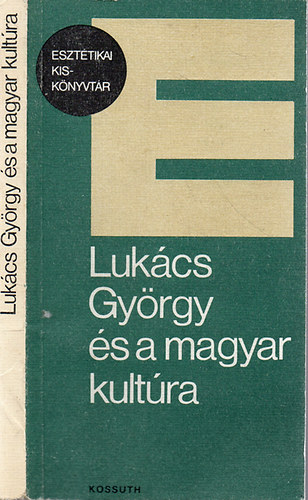 Lukács György és a magyar kultúra
ESZTÉTIKAI
KIS-
KÖNYVTÁR
E
Lukács
György
és a magyar
kultúra
KOSSUTH